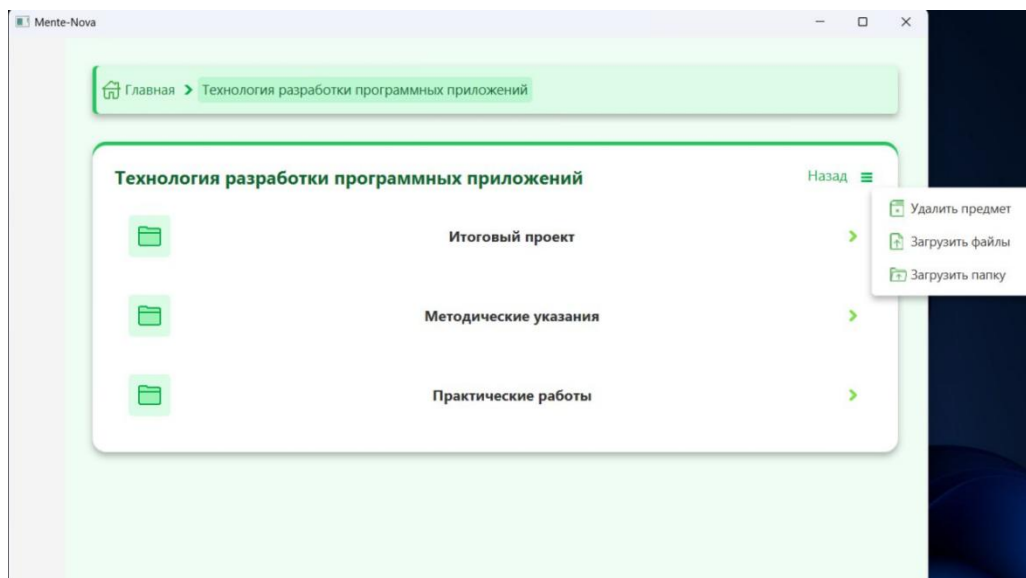 Mente-Nova
Главная Технология разработки программных приложений
Технология разработки программных приложений
Назад
Удалить предмет
Загрузить файлы
Загрузить папку
Итоговый проект
Методические указания
Практические работы